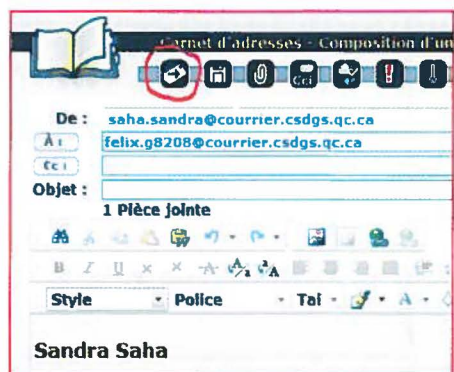 Carnet d'adresses - Composition d'un
Cci
De : saha.sandra@courrier.csdgs.qc.ca
À : felix.g8208@courrier.csdgs.qc.ca
Cc :
Objet :
1 Pièce jointe
B I U
Style Police Tai
Sandra Saha